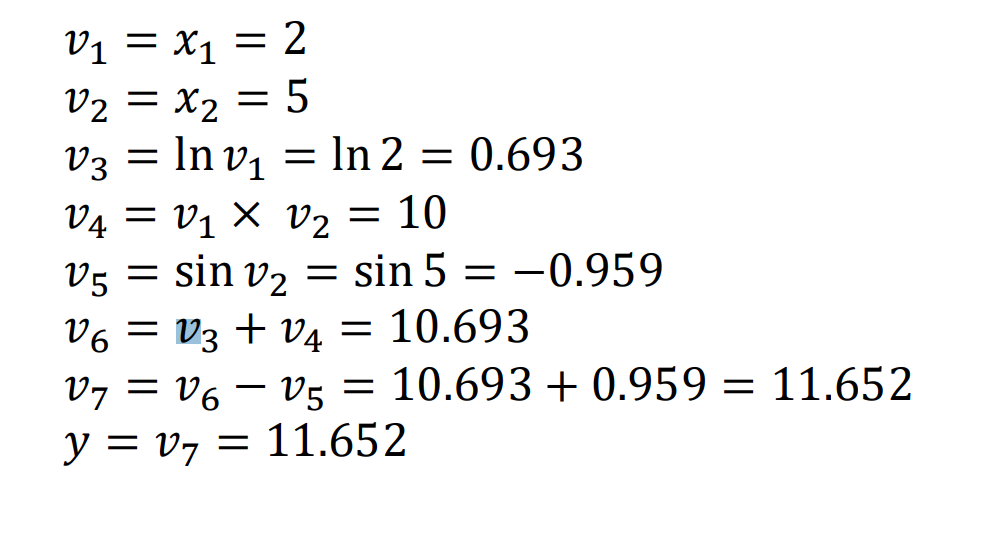 v₁ = x₁ = 2
v₂ = x₂ = 5
v₃ = ln v₁ = ln 2 = 0.693
v₄ = v₁ × v₂ = 10
v₅ = sin v₂ = sin 5 = −0.959
v₆ = v₃ + v₄ = 10.693
v₇ = v₆ − v₅ = 10.693 + 0.959 = 11.652
y = v₇ = 11.652